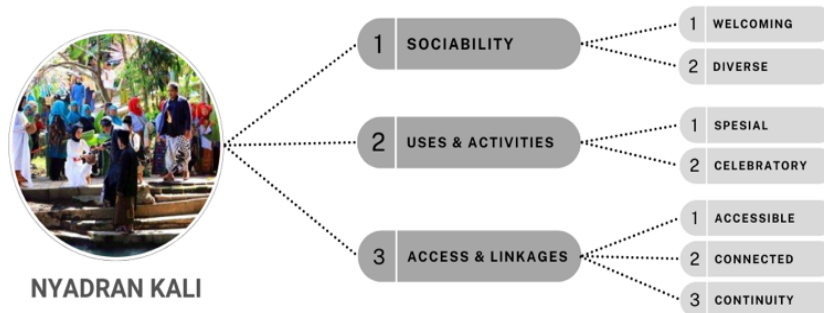 1 SOCIABILITY
1 WELCOMING
2 DIVERSE
2 USES & ACTIVITIES
1 SPESIAL
2 CELEBRATORY
3 ACCESS & LINKAGES
1 ACCESSIBLE
2 CONNECTED
3 CONTINUITY
NYADRAN KALI